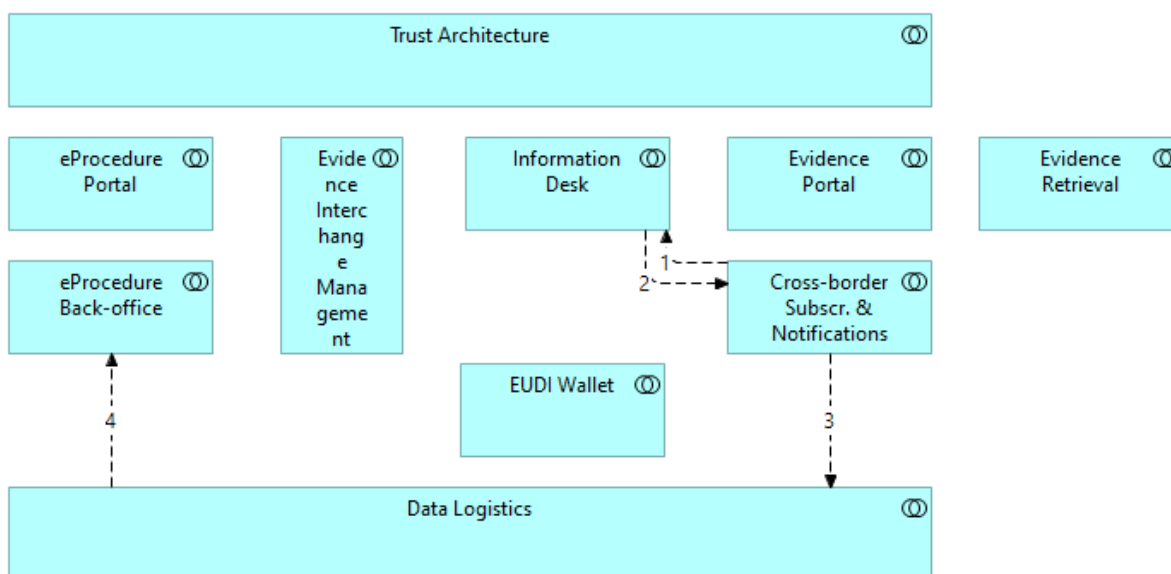 Trust Architecture
eProcedure
Portal
Evide
nce
Interc
hang
e
Mana
geme
nt
Information
Desk
Evidence
Portal
Evidence
Retrieval
1
2
eProcedure
Back-office
Cross-border
Subscr. &
Notifications
EUDI Wallet
4
3
Data Logistics